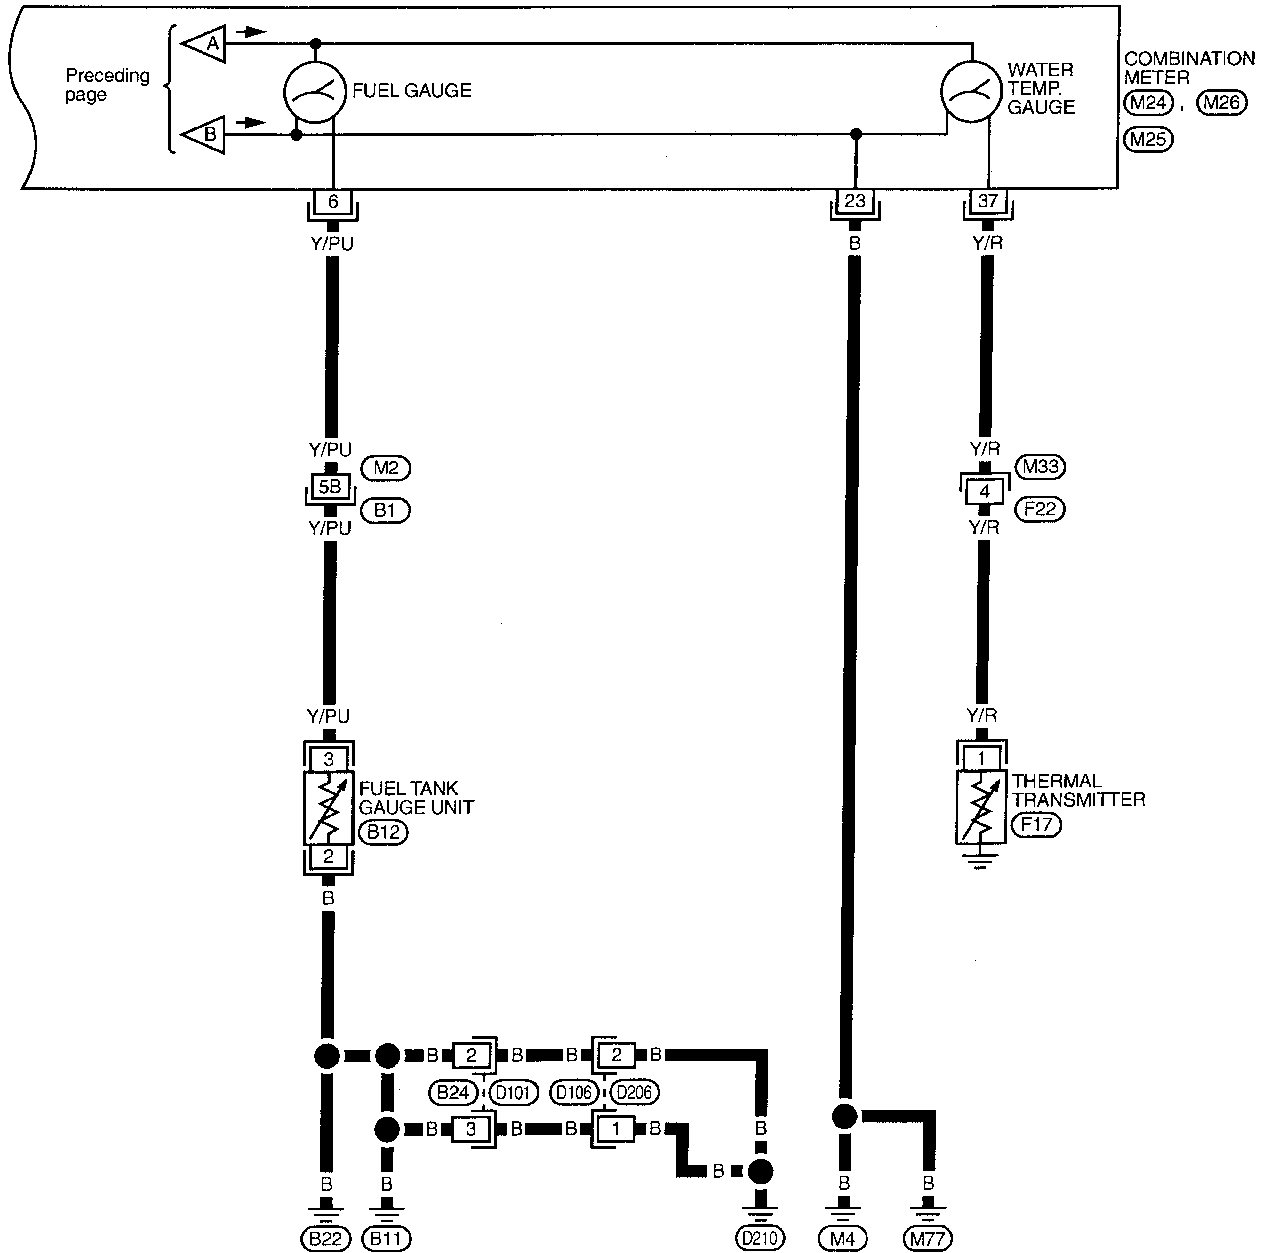 A
Preceding
page
B
FUEL GAUGE
WATER
TEMP.
GAUGE
COMBINATION
METER
M24 , M26
M25
6
23
37
Y/PU
B
Y/R
Y/PU
Y/R
M2
M33
5B
4
B1
F22
Y/PU
Y/R
Y/PU
Y/R
3
1
FUEL TANK
GAUGE UNIT
B12
THERMAL
TRANSMITTER
F17
2
B
B 2 B B 2 B
B24 D101 D106 D206
B 3 B B 1 B
B
B
B B B B
B22 B11 D210 M4 M77